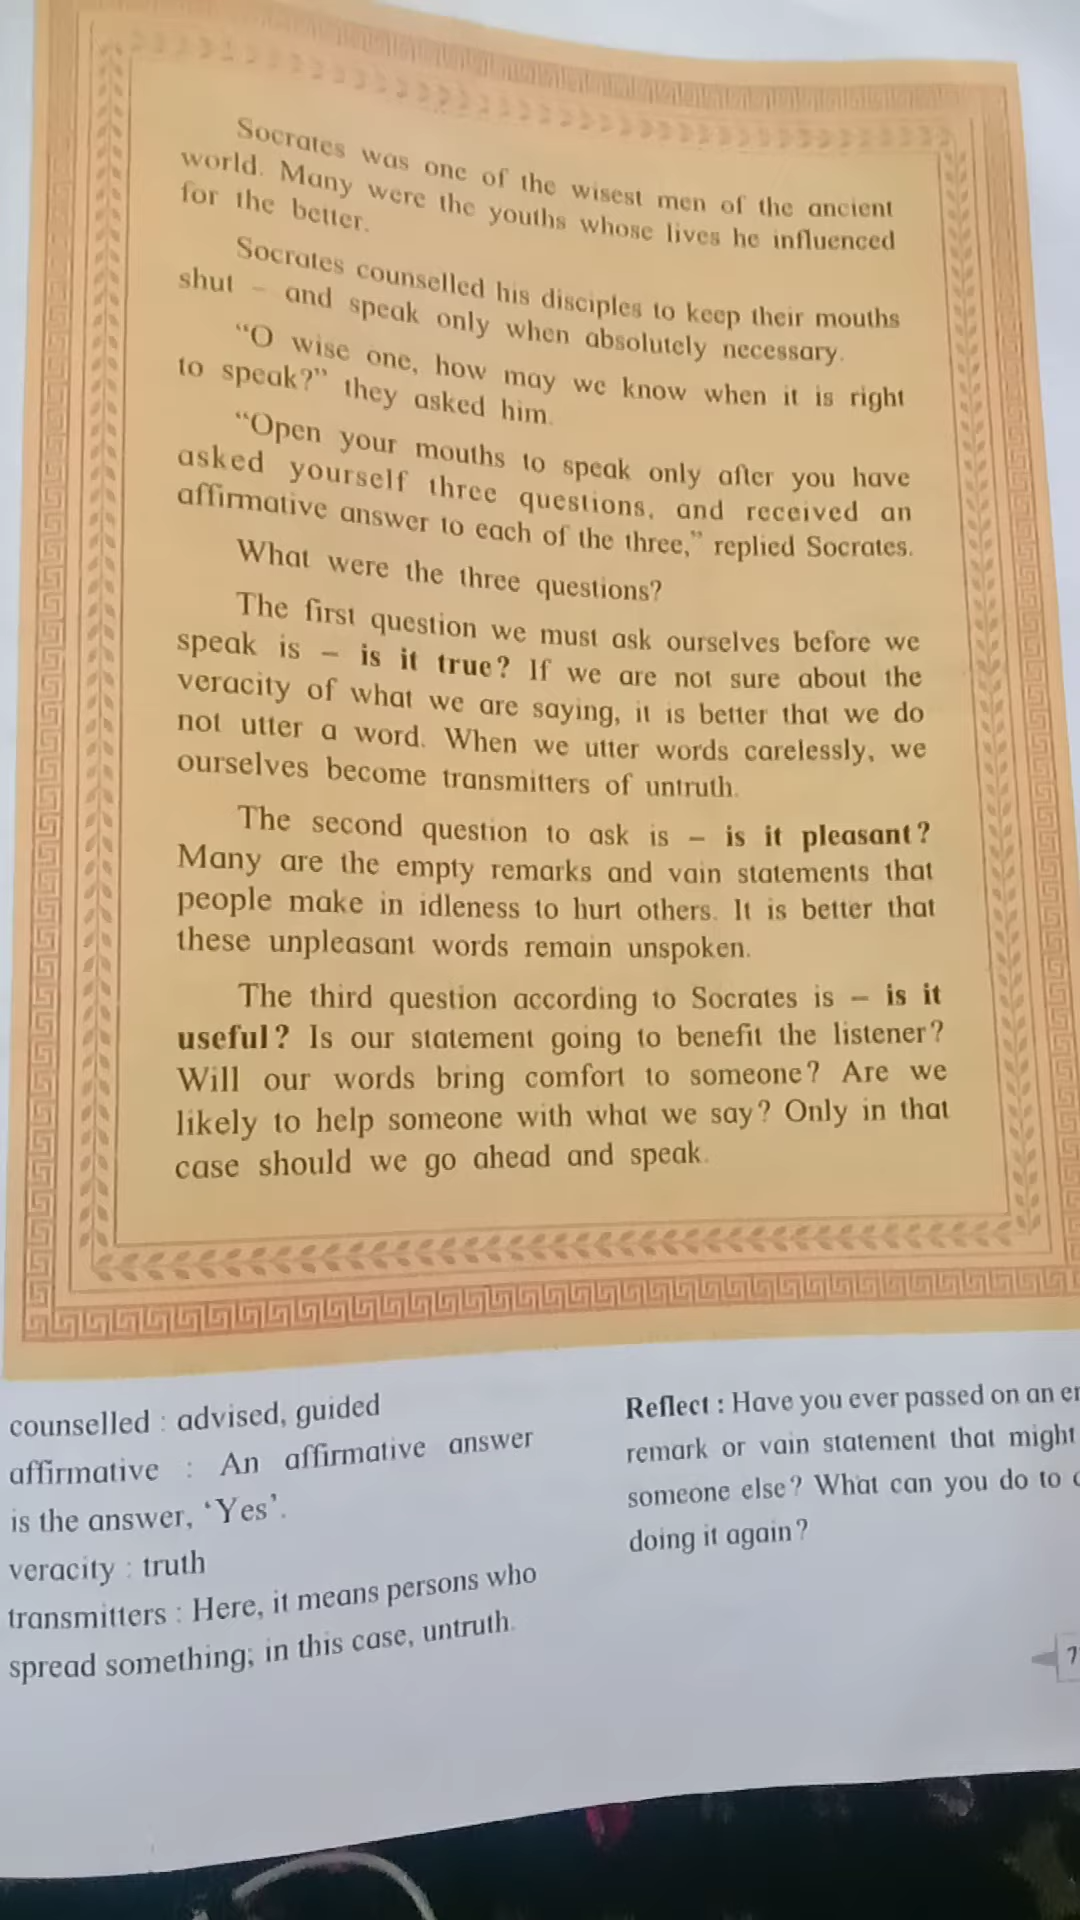 Socrates was one of the wisest men of the ancient
world. Many were the youths whose lives he influenced
for the better.
Socrates counselled his disciples to keep their mouths
shut – and speak only when absolutely necessary.
“O wise one, how may we know when it is right
to speak?” they asked him.
“Open your mouths to speak only after you have
asked yourself three questions, and received an
affirmative answer to each of the three,” replied Socrates.
What were the three questions?
The first question we must ask ourselves before we
speak is – is it true? If we are not sure about the
veracity of what we are saying, it is better that we do
not utter a word. When we utter words carelessly, we
ourselves become transmitters of untruth.
The second question to ask is – is it pleasant?
Many are the empty remarks and vain statements that
people make in idleness to hurt others. It is better that
these unpleasant words remain unspoken.
The third question according to Socrates is – is it
useful? Is our statement going to benefit the listener?
Will our words bring comfort to someone? Are we
likely to help someone with what we say? Only in that
case should we go ahead and speak.
counselled : advised, guided
affirmative : An affirmative answer
is the answer, ‘Yes’.
veracity : truth
transmitters : Here, it means persons who
spread something; in this case, untruth.
Reflect : Have you ever passed on an
remark or vain statement that might
someone else? What can you do to
doing it again?